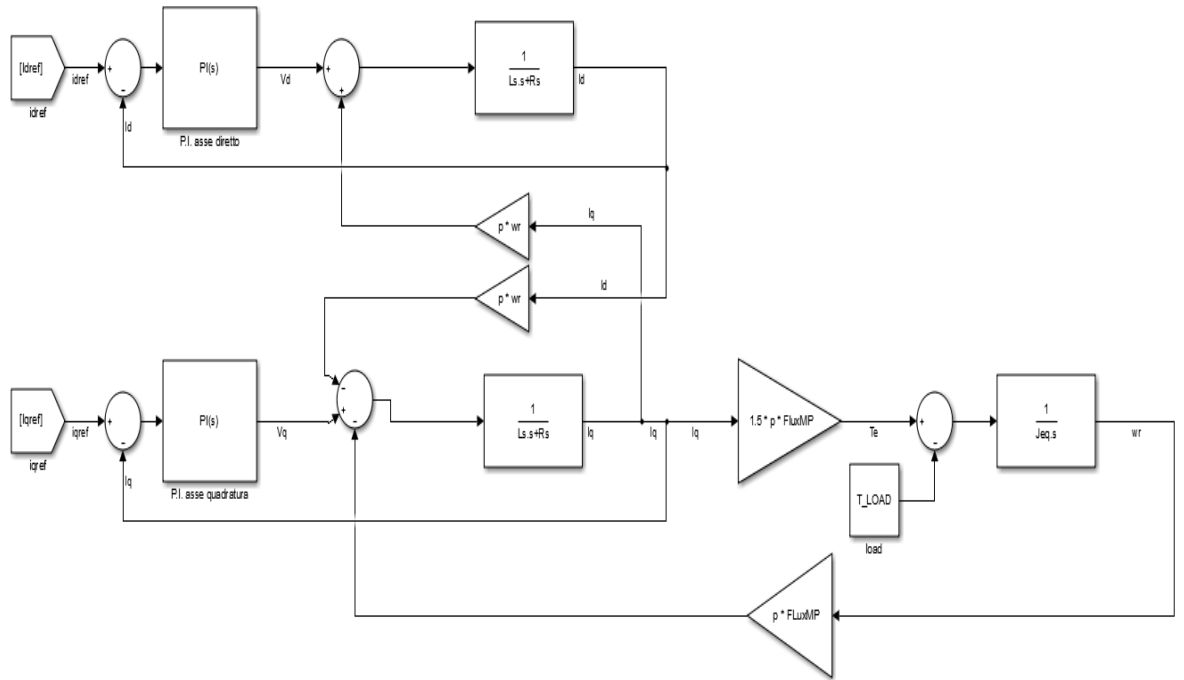 [Idref]
idref
idref
+
−
Id
PI(s)
P.I. asse diretto
Vd
+
+
1
Ls.s+Rs
Id
p * wr
Iq
p * wr
Id
[Iqref]
iqref
iqref
+
−
Iq
PI(s)
P.I. asse quadratura
Vq
−
+
−
1
Ls.s+Rs
Iq
Iq
Iq
1.5 * p * FluxMP
Te
+
−
T_LOAD
load
1
Jeq.s
wr
p * FLuxMP